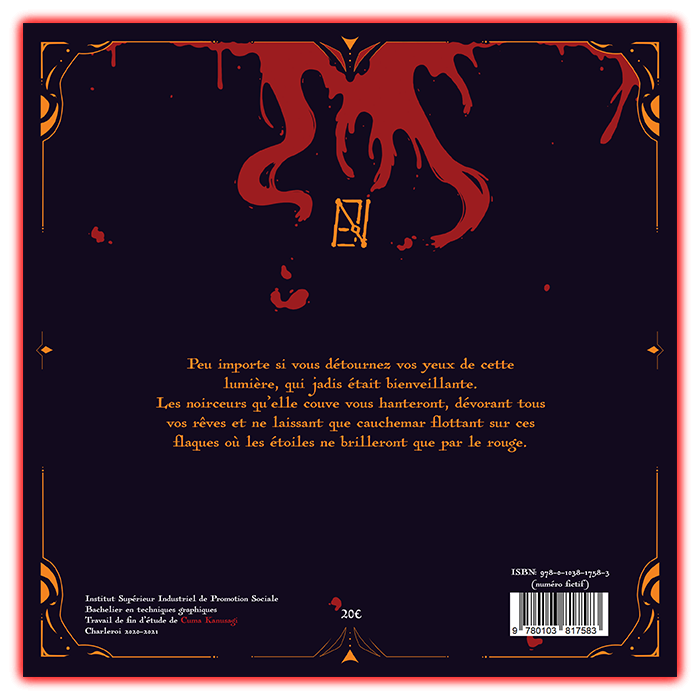 Peu importe si vous détournez vos yeux de cette
lumière, qui jadis était bienveillante.
Les noirceurs qu'elle couve vous hanteront, dévorant tous
vos rêves et ne laissant que cauchemar flottant sur ces
flaques où les étoiles ne brilleront que par le rouge.
ISBN: 978-0-1038-1758-3
(numéro fictif)
9 780103 817583
Institut Supérieur Industriel de Promotion Sociale
Bachelier en techniques graphiques
Travail de fin d'étude de Cuma Kamuagi
Charleroi 2020-2021
20€